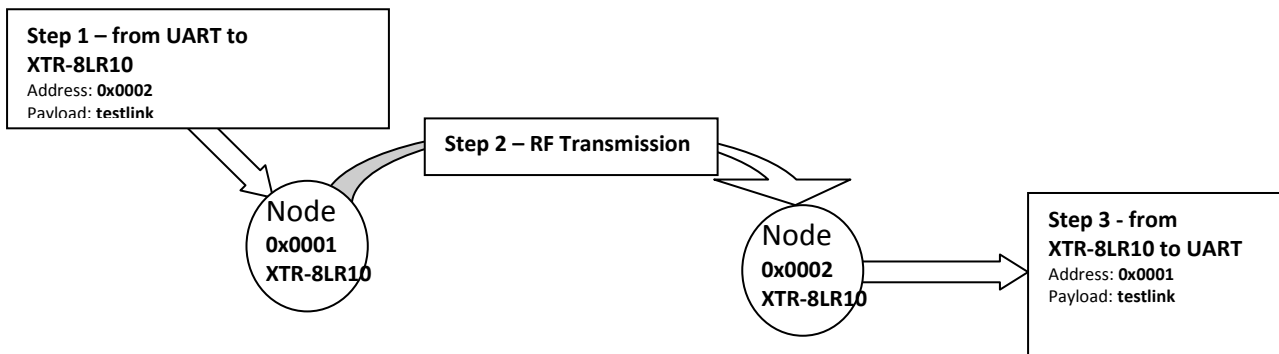 Step 1 – from UART to
XTR-8LR10
Address: 0x0002
Payload: testlink
Step 2 – RF Transmission
Node
0x0001
XTR-8LR10
Node
0x0002
XTR-8LR10
Step 3 - from
XTR-8LR10 to UART
Address: 0x0001
Payload: testlink